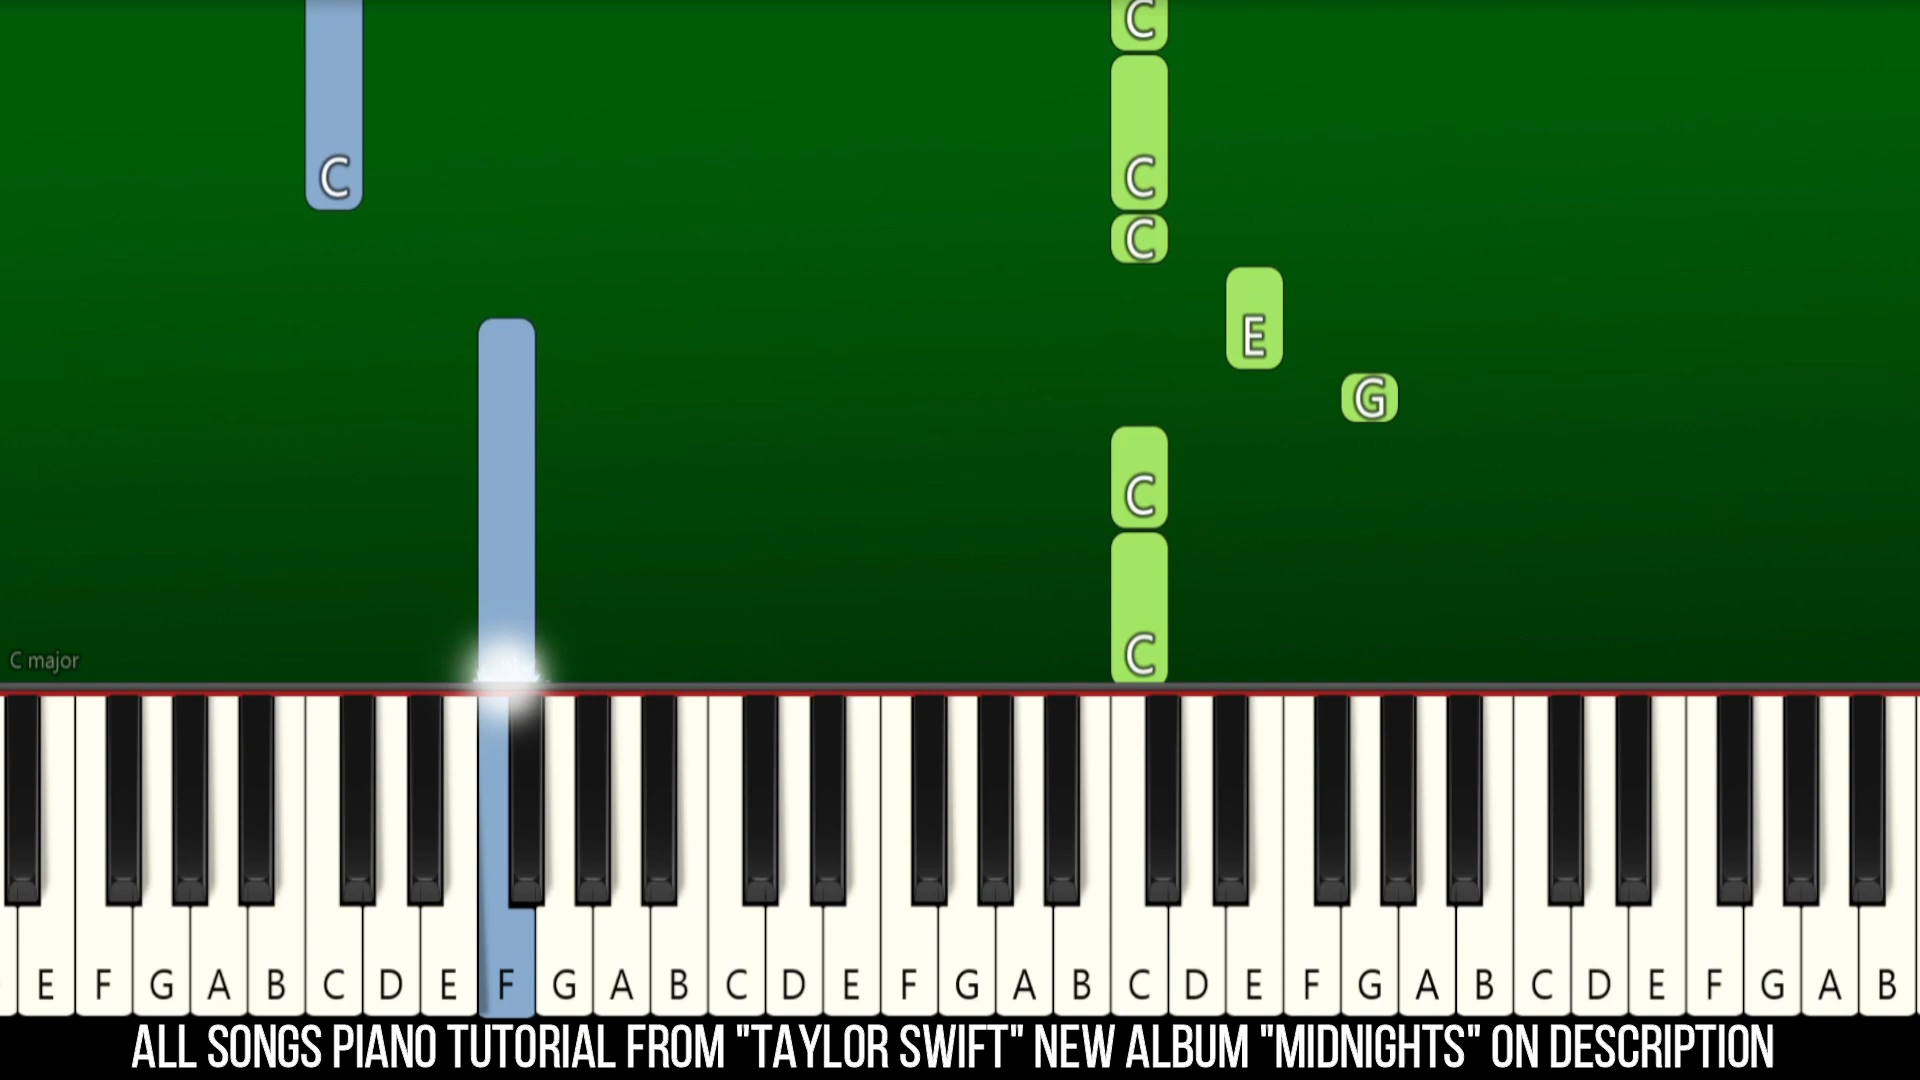 C
C
C
C
E
G
C
C
C major
E F G A B C D E F G A B C D E F G A B C D E F G A B C D E F G A B
ALL SONGS PIANO TUTORIAL FROM "TAYLOR SWIFT" NEW ALBUM "MIDNIGHTS" ON DESCRIPTION